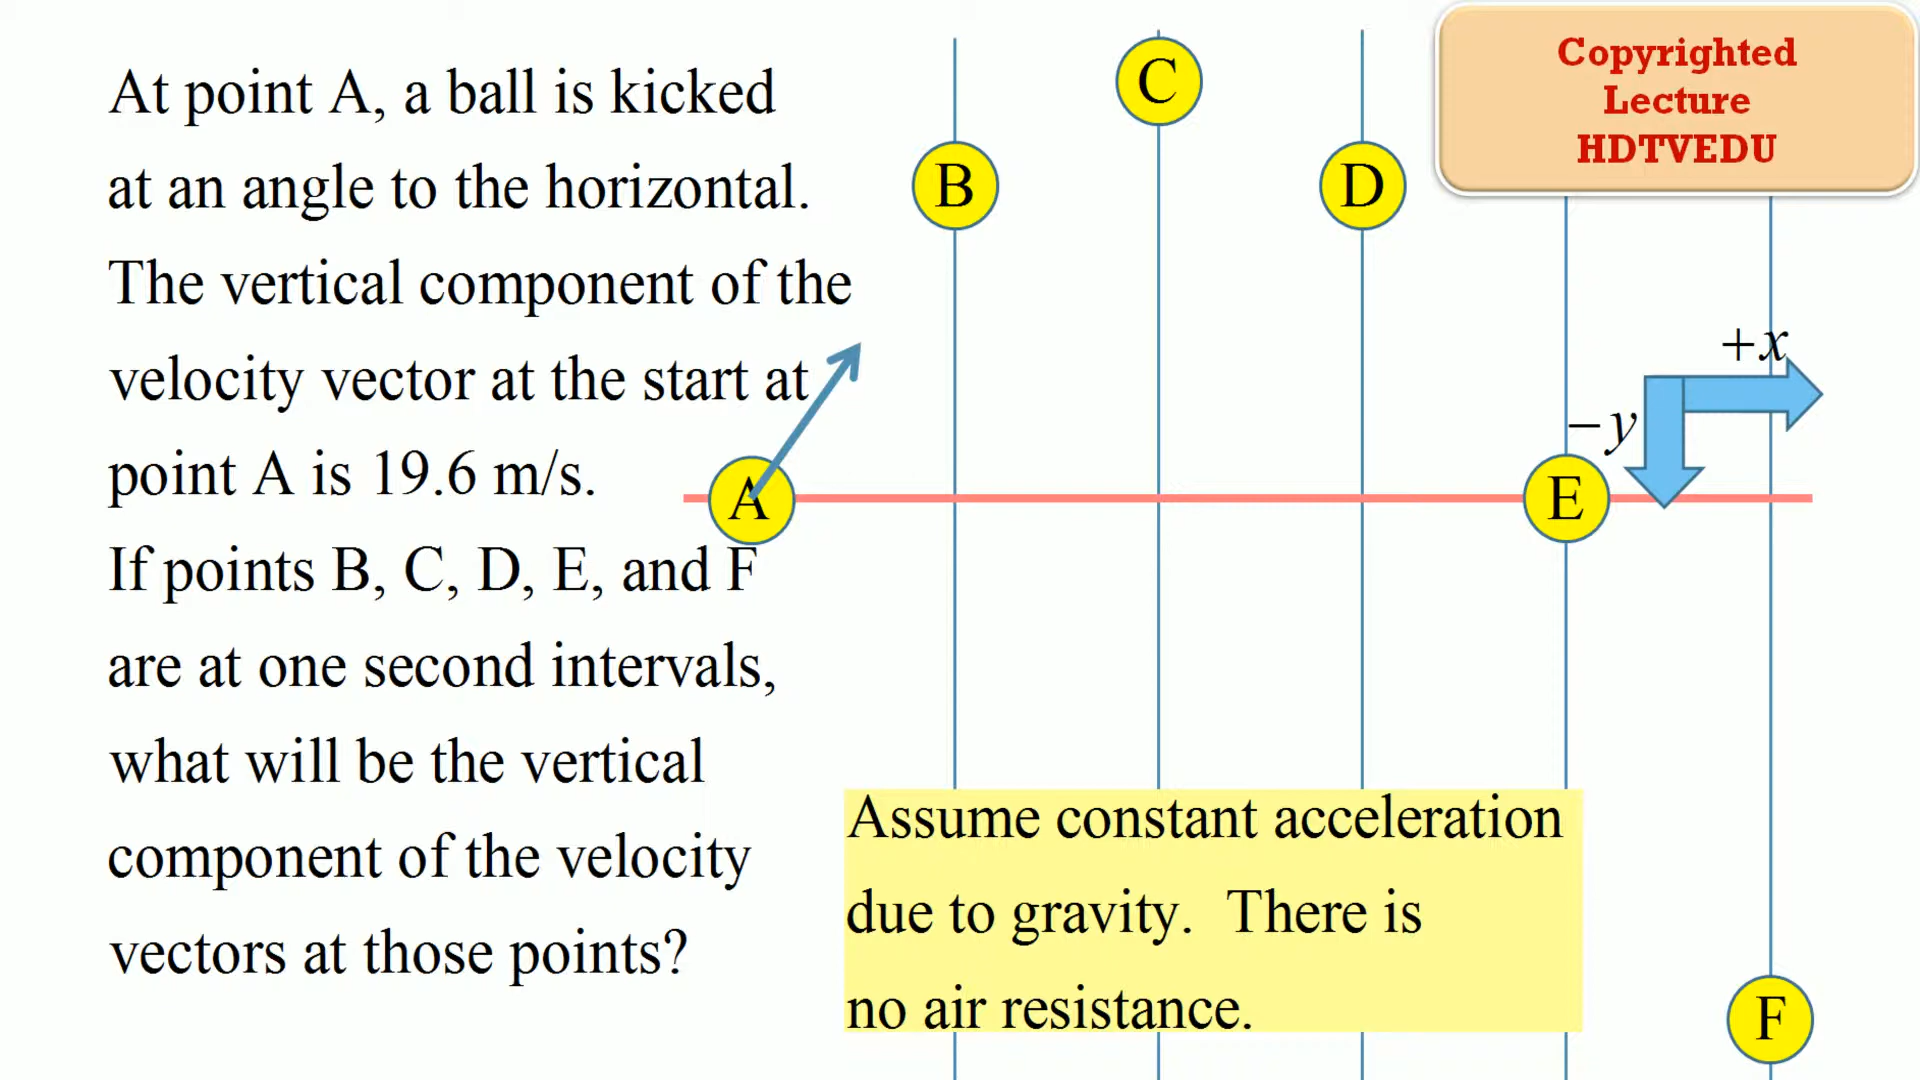 At point A, a ball is kicked
at an angle to the horizontal.
The vertical component of the
velocity vector at the start at
point A is 19.6 m/s.
If points B, C, D, E, and F
are at one second intervals,
what will be the vertical
component of the velocity
vectors at those points?
A
B
C
D
E
F
Copyrighted
Lecture
HDTVEDU
+x
−y
Assume constant acceleration
due to gravity. There is
no air resistance.